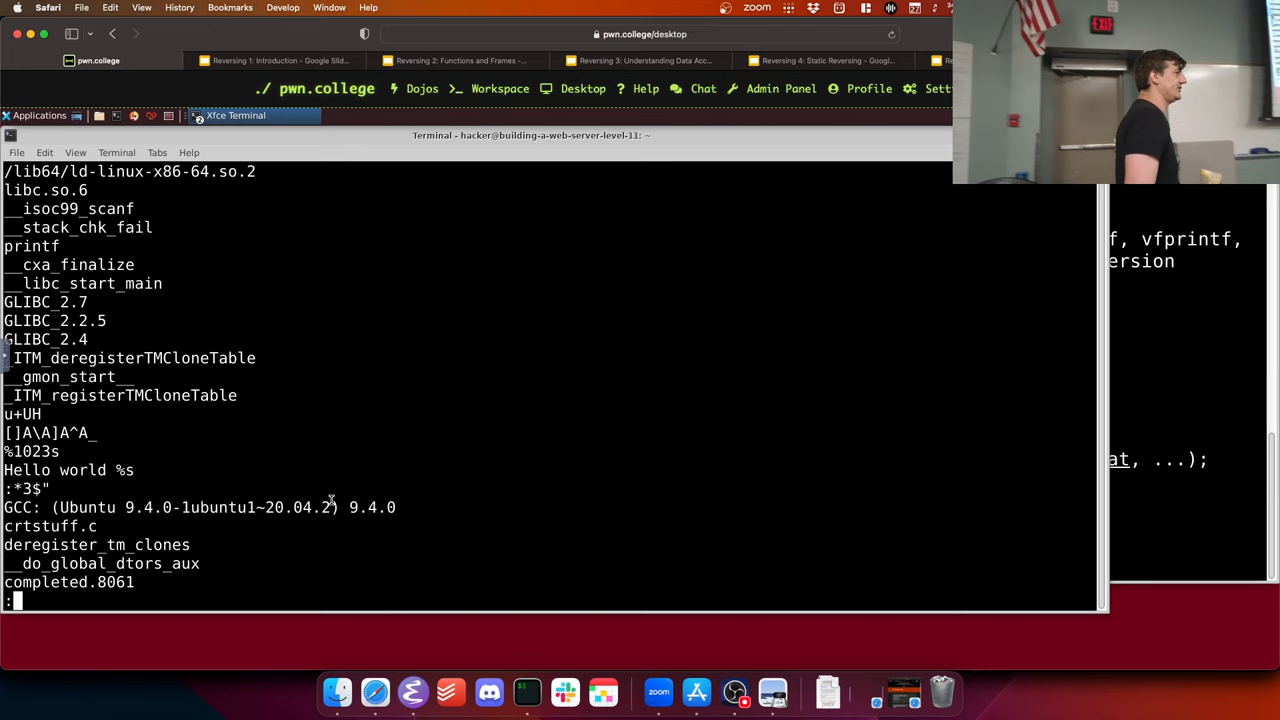 Safari File Edit View History Bookmarks Develop Window Help
zoom
27
pwn.college/desktop
pwn.college
Reversing 1: Introduction - Google Slid...
Reversing 2: Functions and Frames -...
Reversing 3: Understanding Data Acc...
Reversing 4: Static Reversing - Googl...
./ pwn.college
Dojos
>_ Workspace
Desktop
? Help
Chat
Admin Panel
Profile
Sett
EXIT
Applications
Xfce Terminal
Terminal - hacker@building-a-web-server-level-11: ~
File Edit View Terminal Tabs Help
/lib64/ld-linux-x86-64.so.2
libc.so.6
__isoc99_scanf
__stack_chk_fail
printf
__cxa_finalize
__libc_start_main
GLIBC_2.7
GLIBC_2.2.5
GLIBC_2.4
_ITM_deregisterTMCloneTable
__gmon_start__
_ITM_registerTMCloneTable
u+UH
[]A\A]A^A_
%1023s
Hello world %s
:*3$"
GCC: (Ubuntu 9.4.0-1ubuntu1~20.04.2) 9.4.0
crtstuff.c
deregister_tm_clones
__do_global_dtors_aux
completed.8061
:
f, vfprintf,
ersion
at, ...);
zoom